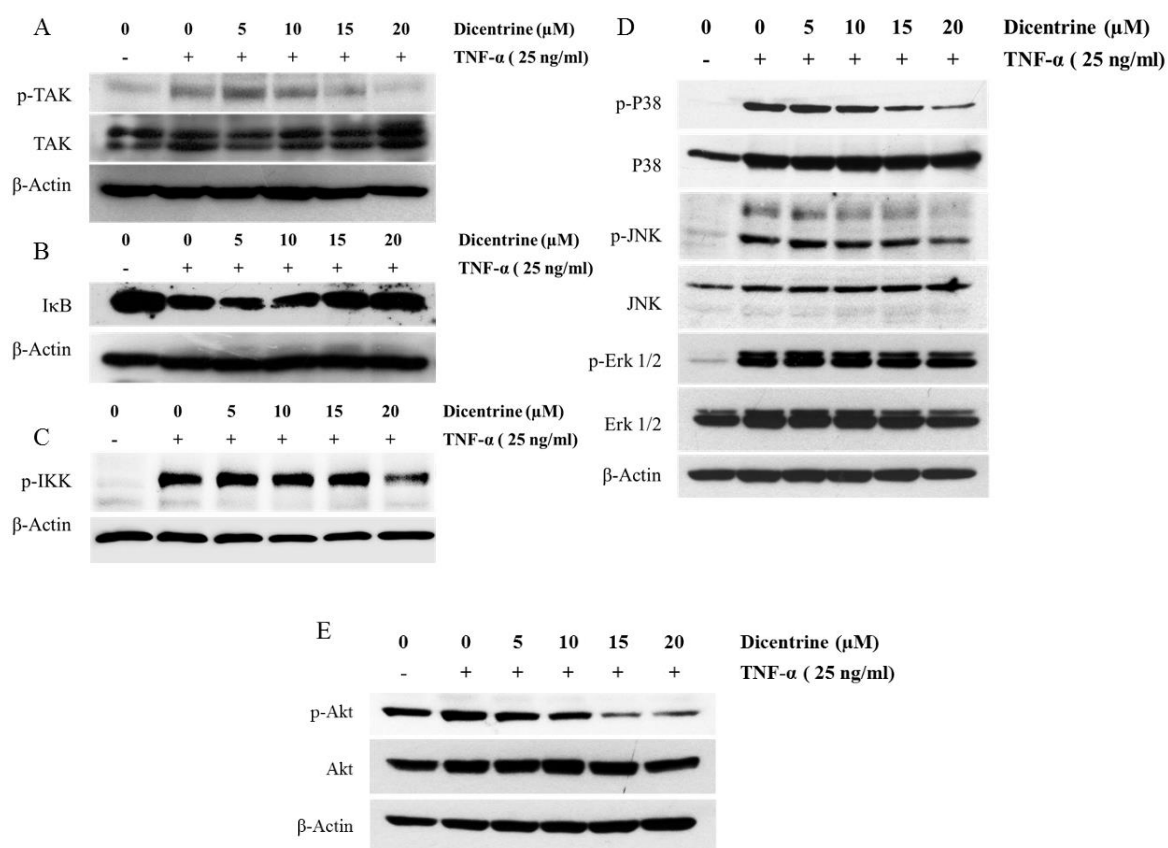 A
0 0 5 10 15 20 Dicentrine (µM)
- + + + + + TNF-α ( 25 ng/ml)
p-TAK
TAK
β-Actin
B
0 0 5 10 15 20 Dicentrine (µM)
- + + + + + TNF-α ( 25 ng/ml)
IκB
β-Actin
C
0 0 5 10 15 20 Dicentrine (µM)
- + + + + + TNF-α ( 25 ng/ml)
p-IKK
β-Actin
D
0 0 5 10 15 20 Dicentrine (µM)
- + + + + + TNF-α ( 25 ng/ml)
p-P38
P38
p-JNK
JNK
p-Erk 1/2
Erk 1/2
β-Actin
E
0 0 5 10 15 20 Dicentrine (µM)
- + + + + + TNF-α ( 25 ng/ml)
p-Akt
Akt
β-Actin